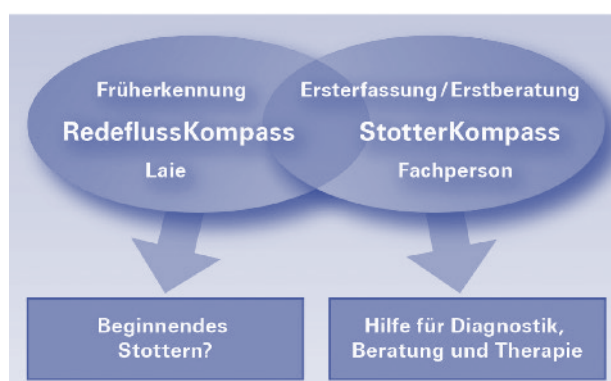 Früherkennung
RedeflussKompass
Laie
Ersterfassung/Erstberatung
StotterKompass
Fachperson
Beginnendes
Stottern?
Hilfe für Diagnostik,
Beratung und Therapie